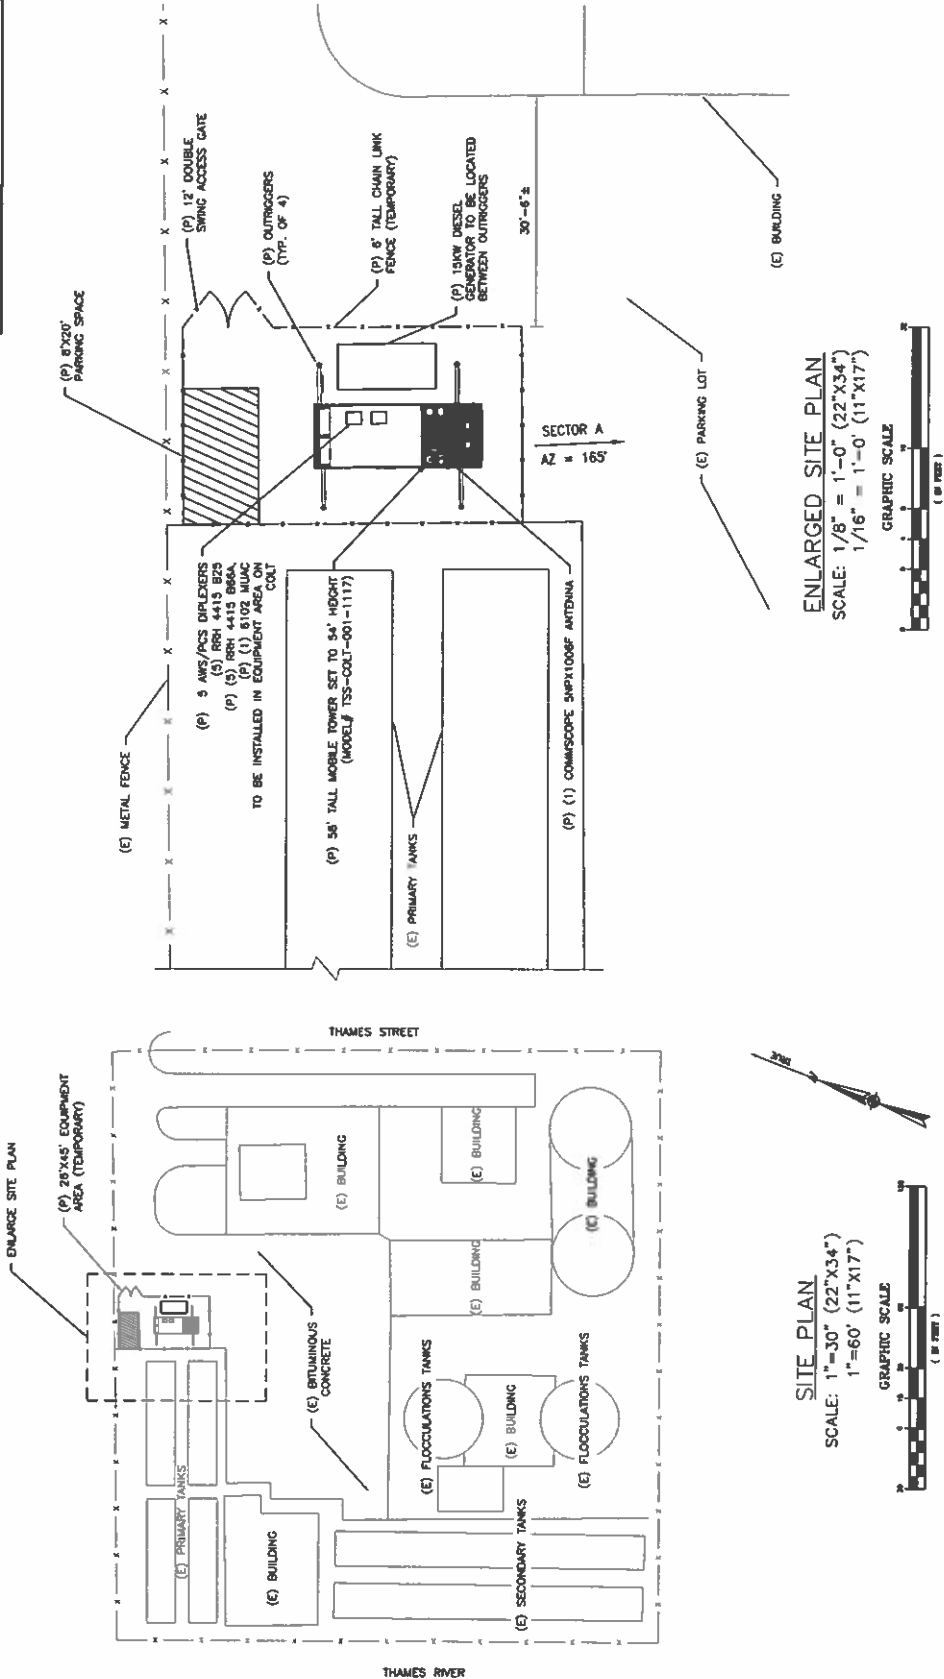 ENLARGE SITE PLAN
(P) 26'X45' EQUIPMENT
AREA (TEMPORARY)
THAMES STREET
(E) BUILDING
(E) BUILDING
(E) BUILDING
(E) BUILDING
(E) BITUMINOUS
CONCRETE
(E) PRIMARY TANKS
(E) BUILDING
(E) FLOCCULATIONS TANKS
(E) BUILDING
(E) FLOCCULATIONS TANKS
(E) SECONDARY TANKS
THAMES RIVER
SITE PLAN
SCALE: 1"=30" (22"X34")
1"=60' (11"X17")
GRAPHIC SCALE
( IN FEET )
TRUE
(E) METAL FENCE
(P) 8'X20'
PARKING SPACE
(P) 12' DOUBLE
SWING ACCESS GATE
(P) OUTRIGGERS
(TYP. OF 4)
(P) 6' TALL CHAIN LINK
FENCE (TEMPORARY)
(P) 15KW DIESEL
GENERATOR TO BE LOCATED
BETWEEN OUTRIGGERS
30'-6"±
(P) 5 AWS/PCS DIPLEXERS
(5) RRH 4415 B25
(P) (5) RRH 4415 B66A,
(P) (1) 6102 MUAC
TO BE INSTALLED IN EQUIPMENT AREA ON
COLT
(P) 56' TALL MOBILE TOWER SET TO 54' HEIGHT
(MODEL# TSS-COLT-001-1117)
SECTOR A
AZ = 165'
(E) PRIMARY TANKS
(P) (1) COMMSCOPE 5NPX1006F ANTENNA
(E) PARKING LOT
(E) BUILDING
ENLARGED SITE PLAN
SCALE: 1/8" = 1'-0" (22"X34")
1/16" = 1'-0' (11"X17")
GRAPHIC SCALE
( IN FEET )